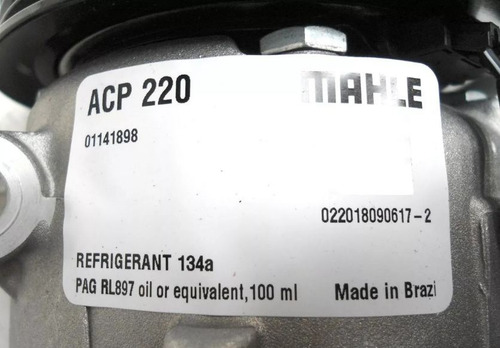 ACP 220 MAHLE
01141898
022018090617-2
REFRIGERANT 134a
PAG RL897 oil or equivalent,100 ml Made in Brazi